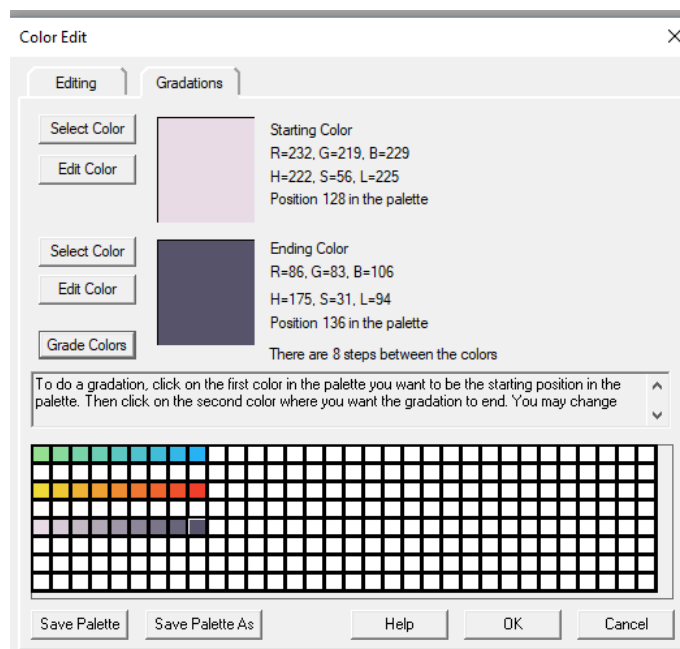 Color Edit
Editing
Gradations
Select Color
Edit Color
Starting Color
R=232, G=219, B=229
H=222, S=56, L=225
Position 128 in the palette
Select Color
Edit Color
Grade Colors
Ending Color
R=86, G=83, B=106
H=175, S=31, L=94
Position 136 in the palette
There are 8 steps between the colors
To do a gradation, click on the first color in the palette you want to be the starting position in the
palette. Then click on the second color where you want the gradation to end. You may change
Save Palette
Save Palette As
Help
OK
Cancel